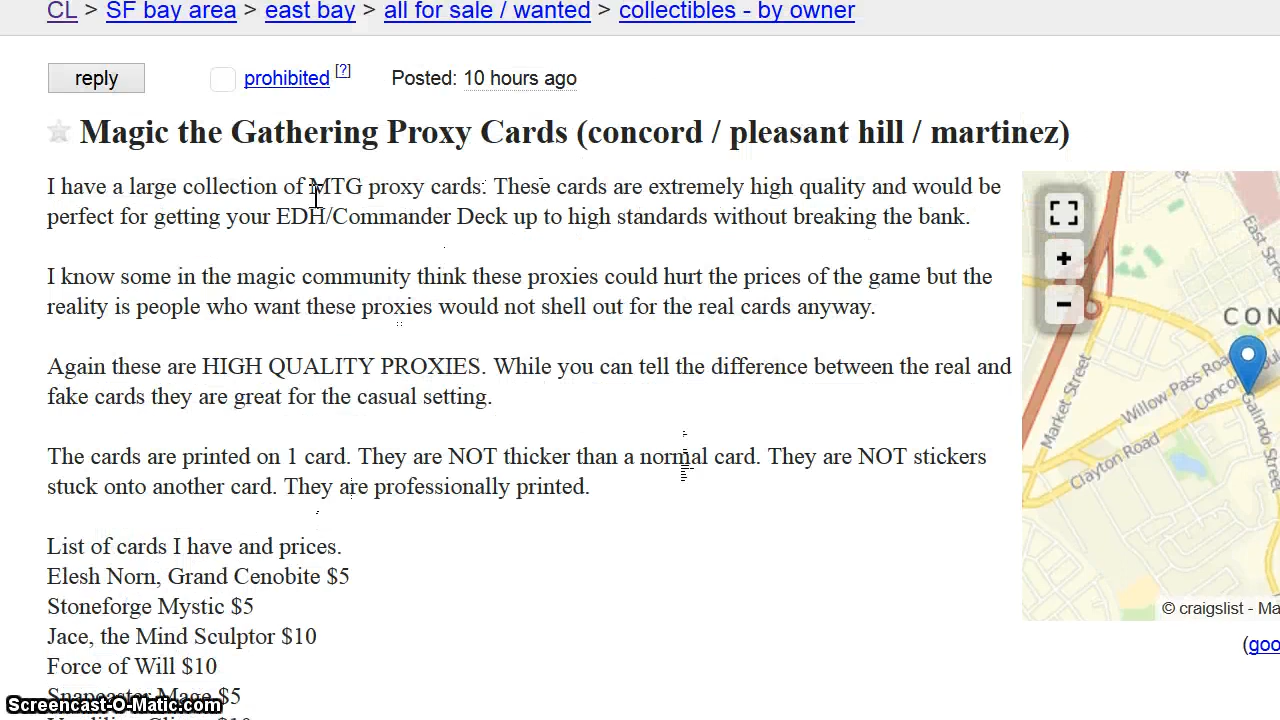 CL > SF bay area > east bay > all for sale / wanted > collectibles - by owner
reply prohibited [?] Posted: 10 hours ago
Magic the Gathering Proxy Cards (concord / pleasant hill / martinez)
I have a large collection of MTG proxy cards. These cards are extremely high quality and would be
perfect for getting your EDH/Commander Deck up to high standards without breaking the bank.
I know some in the magic community think these proxies could hurt the prices of the game but the
reality is people who want these proxies would not shell out for the real cards anyway.
Again these are HIGH QUALITY PROXIES. While you can tell the difference between the real and
fake cards they are great for the casual setting.
The cards are printed on 1 card. They are NOT thicker than a normal card. They are NOT stickers
stuck onto another card. They are professionally printed.
List of cards I have and prices.
Elesh Norn, Grand Cenobite $5
Stoneforge Mystic $5
Jace, the Mind Sculptor $10
Force of Will $10
Snapcaster Mage $5
East Stre
CON
Market Street
Willow Pass Roa
Concor
Galindo Street
Clayton Road
© craigslist - Ma
(goo
Screencast-O-Matic.com